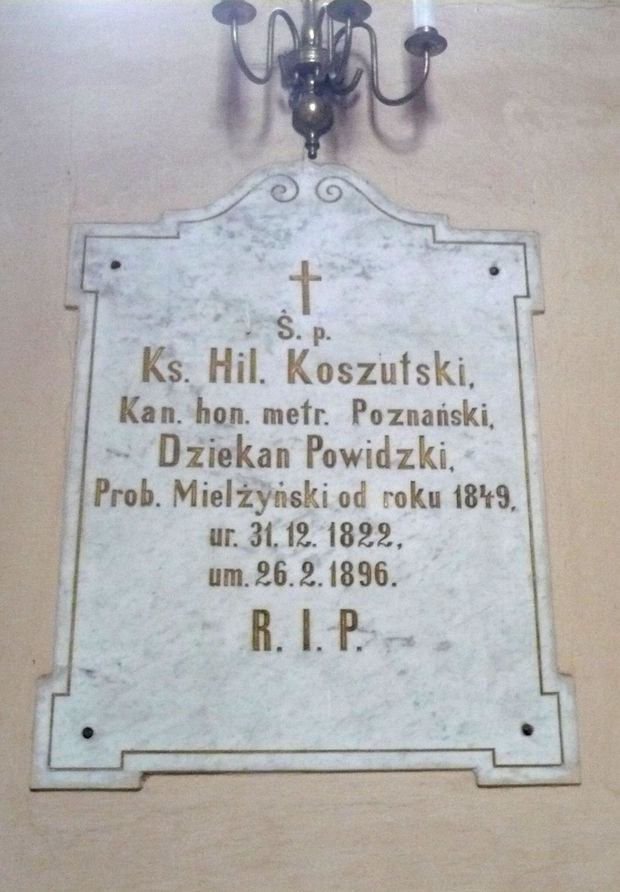 Ś. p.
Ks. Hil. Koszutski,
Kan. hon. metr. Poznański,
Dziekan Powidzki,
Prob. Mielżyński od roku 1849,
ur. 31. 12. 1822,
um. 26. 2. 1896.
R. I. P.